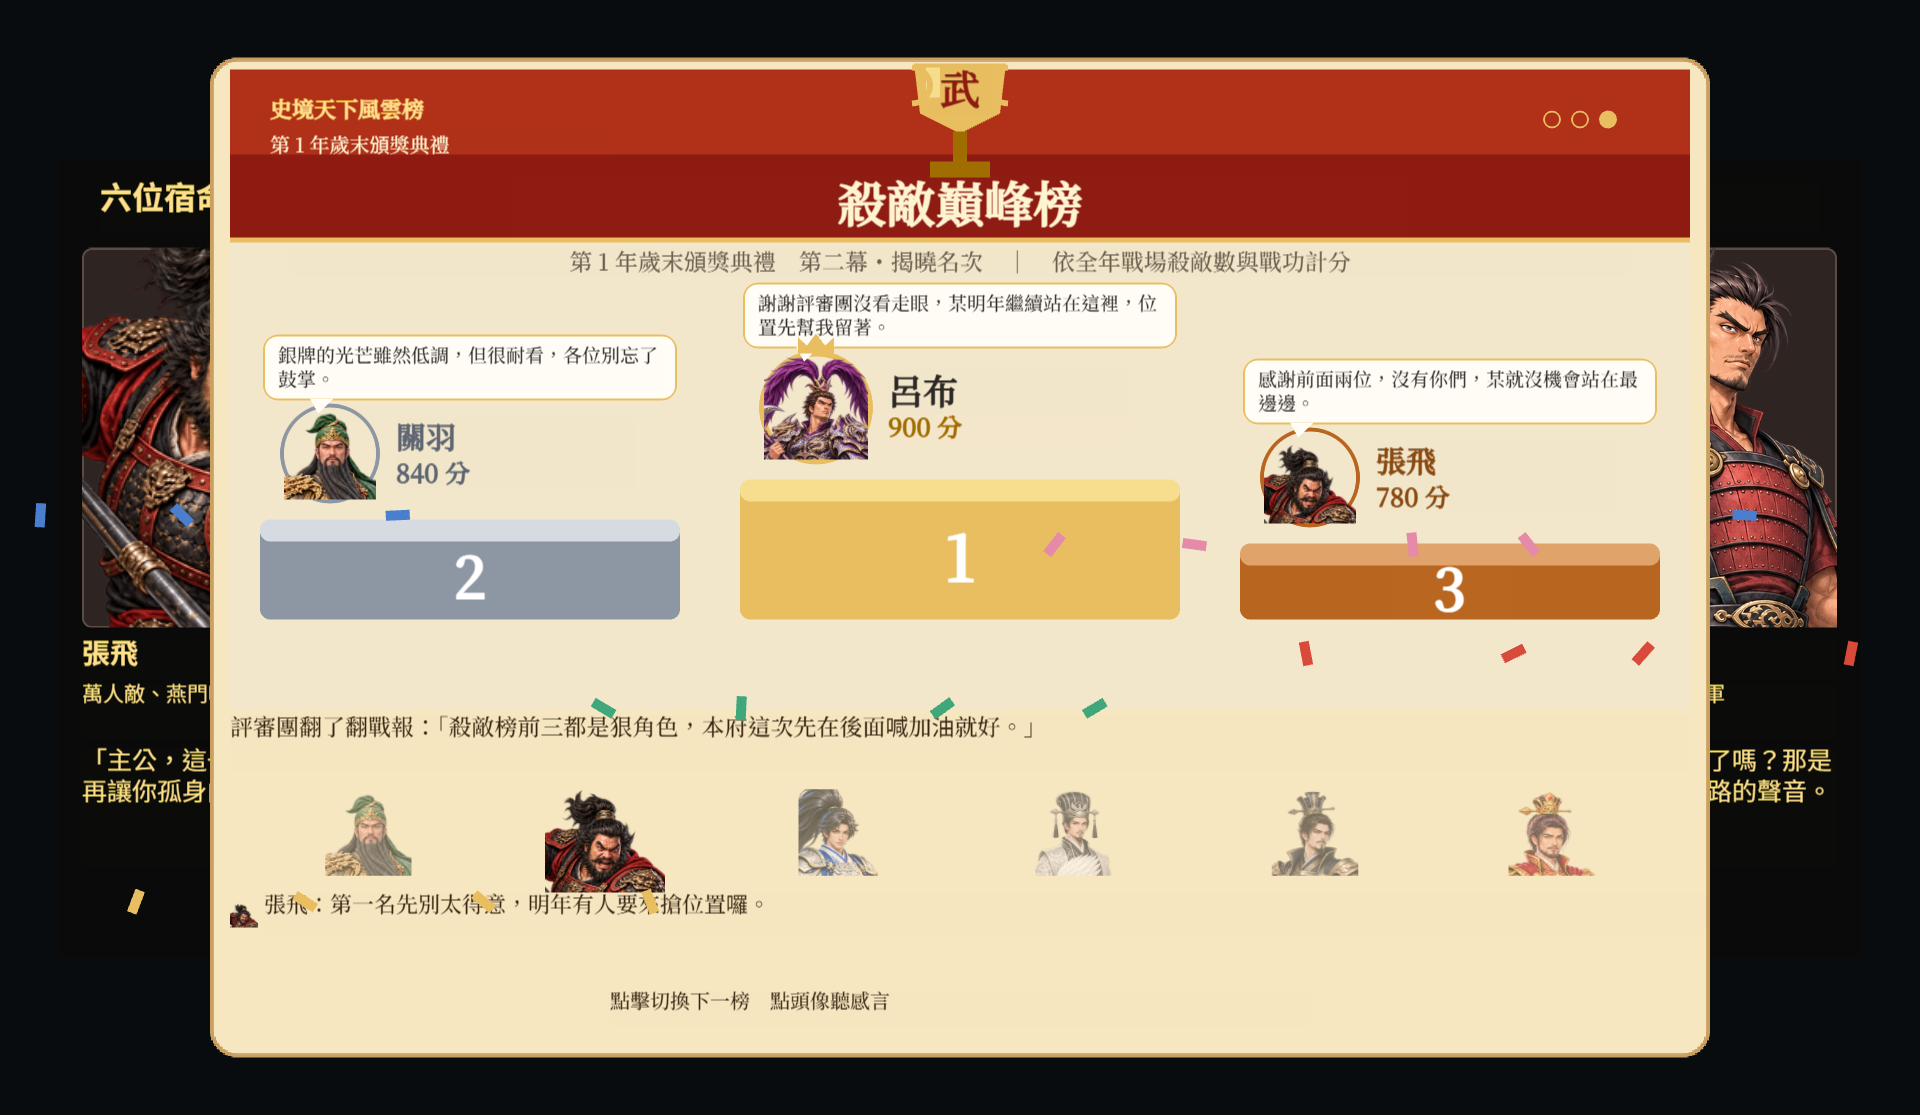 武
史境天下風雲榜
第 1 年歲末頒獎典禮
殺敵巔峰榜
第 1 年歲末頒獎典禮　第二幕・揭曉名次　｜　依全年戰場殺敵數與戰功計分
謝謝評審團沒看走眼，某明年繼續站在這裡，位
置先幫我留著。
呂布
900 分
銀牌的光芒雖然低調，但很耐看，各位別忘了
鼓掌。
關羽
840 分
感謝前面兩位，沒有你們，某就沒機會站在最
邊邊。
張飛
780 分
2
1
3
評審團翻了翻戰報：「殺敵榜前三都是狠角色，本府這次先在後面喊加油就好。」
張飛：第一名先別太得意，明年有人要來搶位置囉。
點擊切換下一榜　點頭像聽感言
六位宿命
張飛
萬人敵、燕門
「主公，這
再讓你孤身
軍
了嗎？那是
路的聲音。